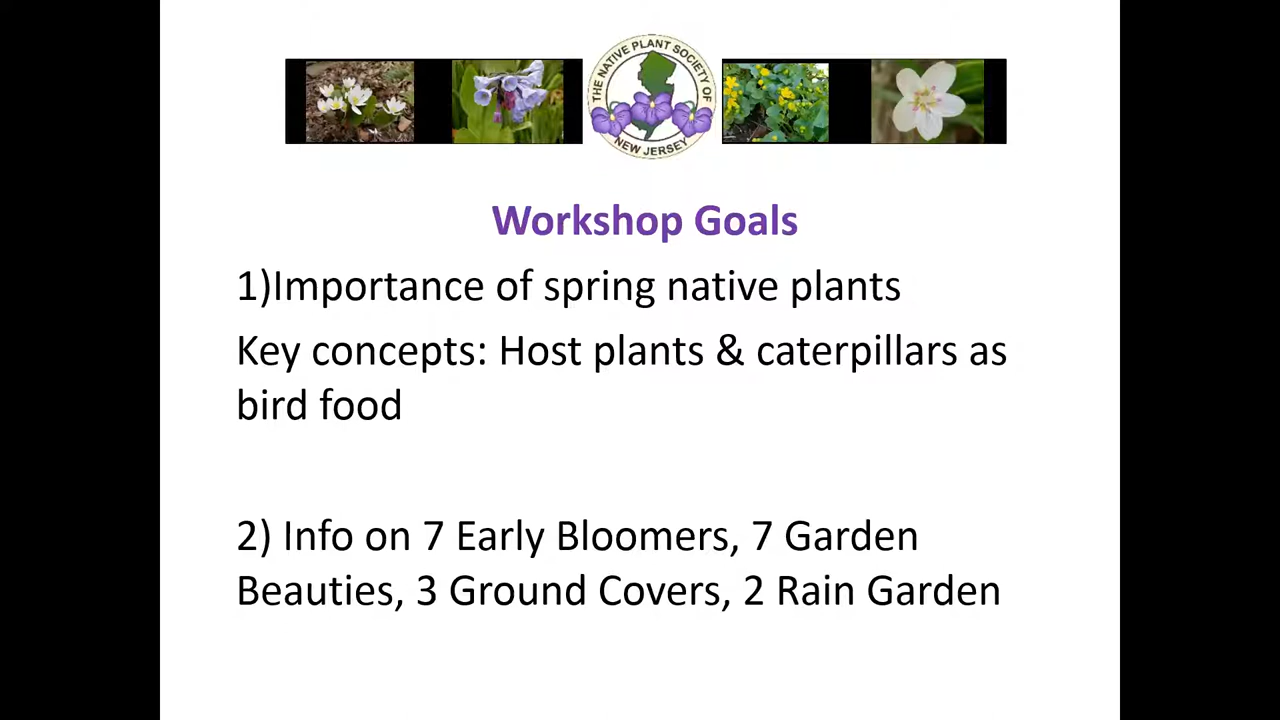 THE NATIVE PLANT SOCIETY OF
NEW JERSEY
Workshop Goals
1)Importance of spring native plants
Key concepts: Host plants & caterpillars as
bird food
2) Info on 7 Early Bloomers, 7 Garden
Beauties, 3 Ground Covers, 2 Rain Garden